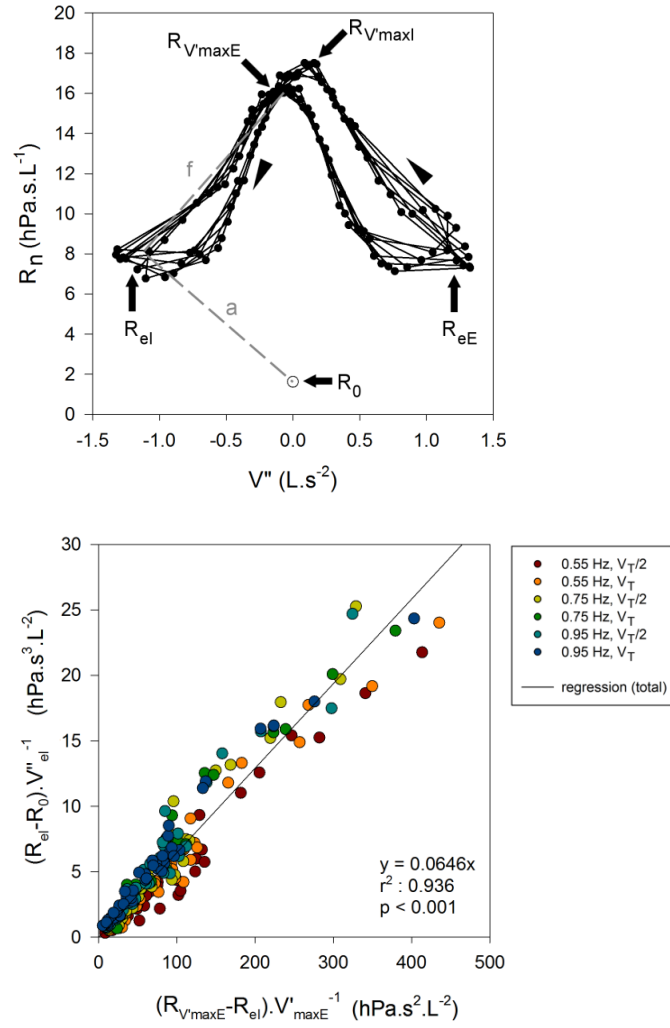 20
18
16
14
12
10
8
6
4
2
0
R_n (hPa.s.L^-1)
R_V'maxE
R_V'maxI
f
a
R_eI
R_eE
R_0
-1.5 -1.0 -0.5 0.0 0.5 1.0 1.5
V'' (L.s^-2)
30
25
20
15
10
5
0
(R_eI-R_0).V''_eI^-1 (hPa.s^3.L^-2)
y = 0.0646x
r^2 : 0.936
p < 0.001
0 100 200 300 400 500
(R_V'maxE-R_eI).V'_maxE^-1 (hPa.s^2.L^-2)
0.55 Hz, V_T/2
0.55 Hz, V_T
0.75 Hz, V_T/2
0.75 Hz, V_T
0.95 Hz, V_T/2
0.95 Hz, V_T
regression (total)